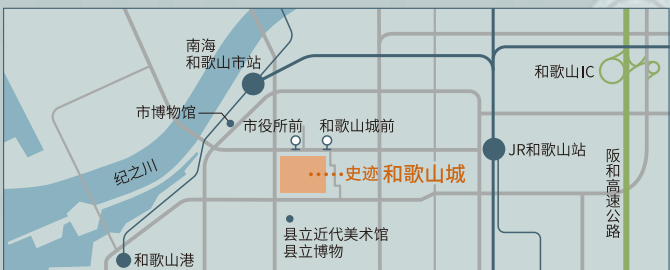 南海
和歌山市站
和歌山IC
市博物馆
市役所前
和歌山城前
JR和歌山站
阪和高速公路
纪之川
史迹 和歌山城
县立近代美术馆
县立博物
和歌山港